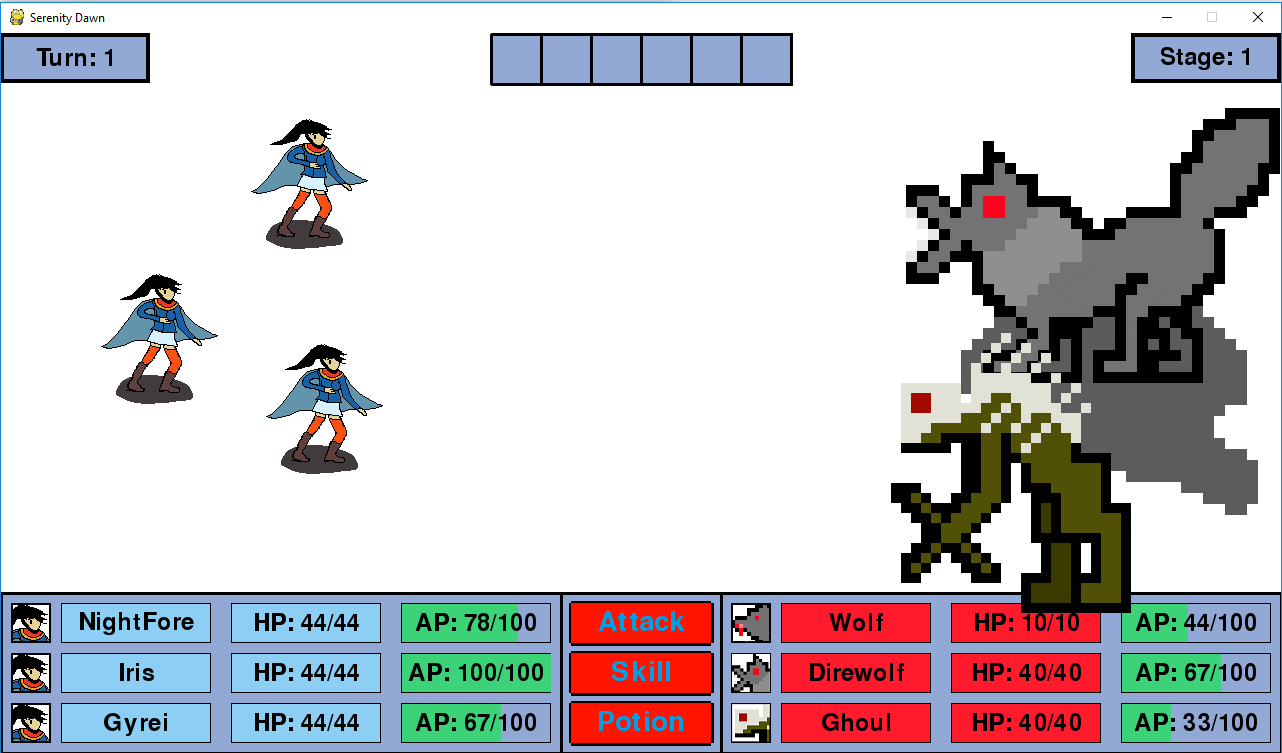 Serenity Dawn
Turn: 1
Stage: 1
NightFore HP: 44/44 AP: 78/100 Attack Wolf HP: 10/10 AP: 44/100
Iris HP: 44/44 AP: 100/100 Skill Direwolf HP: 40/40 AP: 67/100
Gyrei HP: 44/44 AP: 67/100 Potion Ghoul HP: 40/40 AP: 33/100